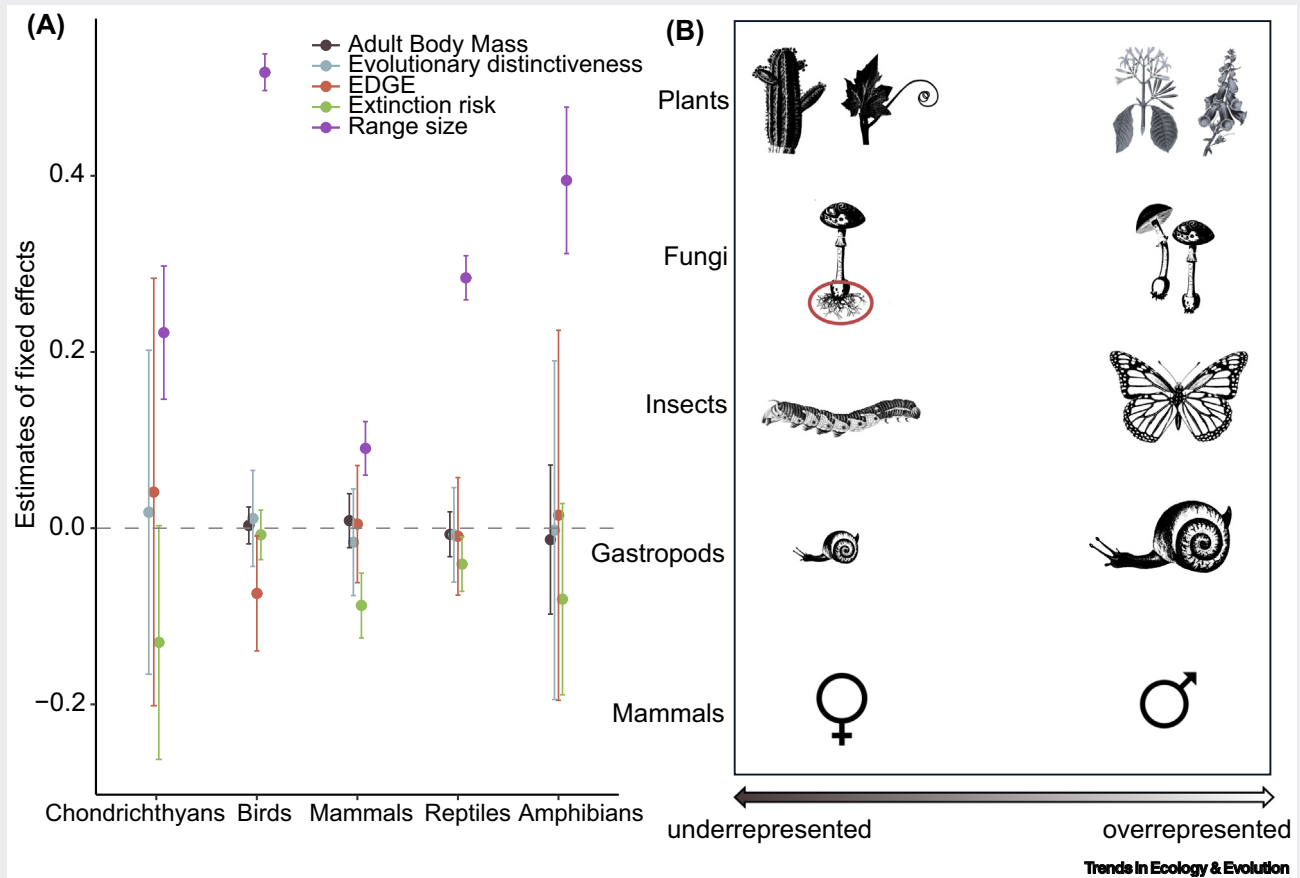 (A)
Adult Body Mass
Evolutionary distinctiveness
EDGE
Extinction risk
Range size
Estimates of fixed effects
0.4
0.2
0.0
−0.2
Chondrichthyans Birds Mammals Reptiles Amphibians
(B)
Plants
Fungi
Insects
Gastropods
Mammals
underrepresented overrepresented
Trends in Ecology & Evolution